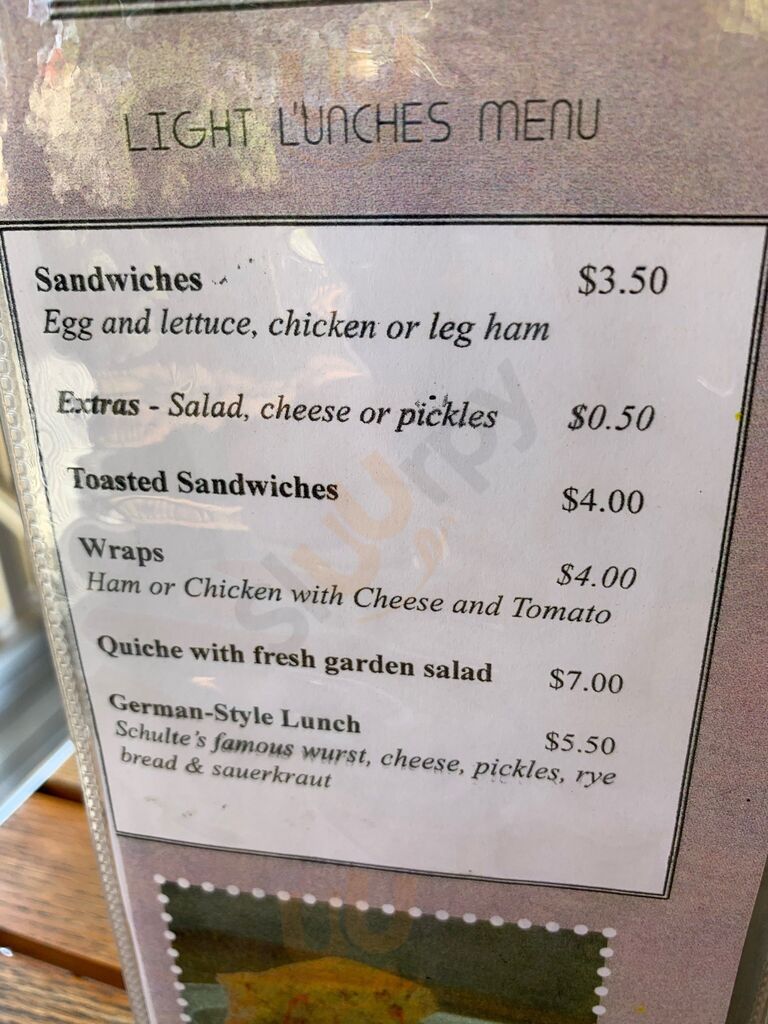 LIGHT L'UNCHES MENU
Sandwiches $3.50
Egg and lettuce, chicken or leg ham
Extras - Salad, cheese or pickles $0.50
Toasted Sandwiches $4.00
Wraps $4.00
Ham or Chicken with Cheese and Tomato
Quiche with fresh garden salad $7.00
German-Style Lunch $5.50
Schulte's famous wurst, cheese, pickles, rye
bread & sauerkraut
sluurpy